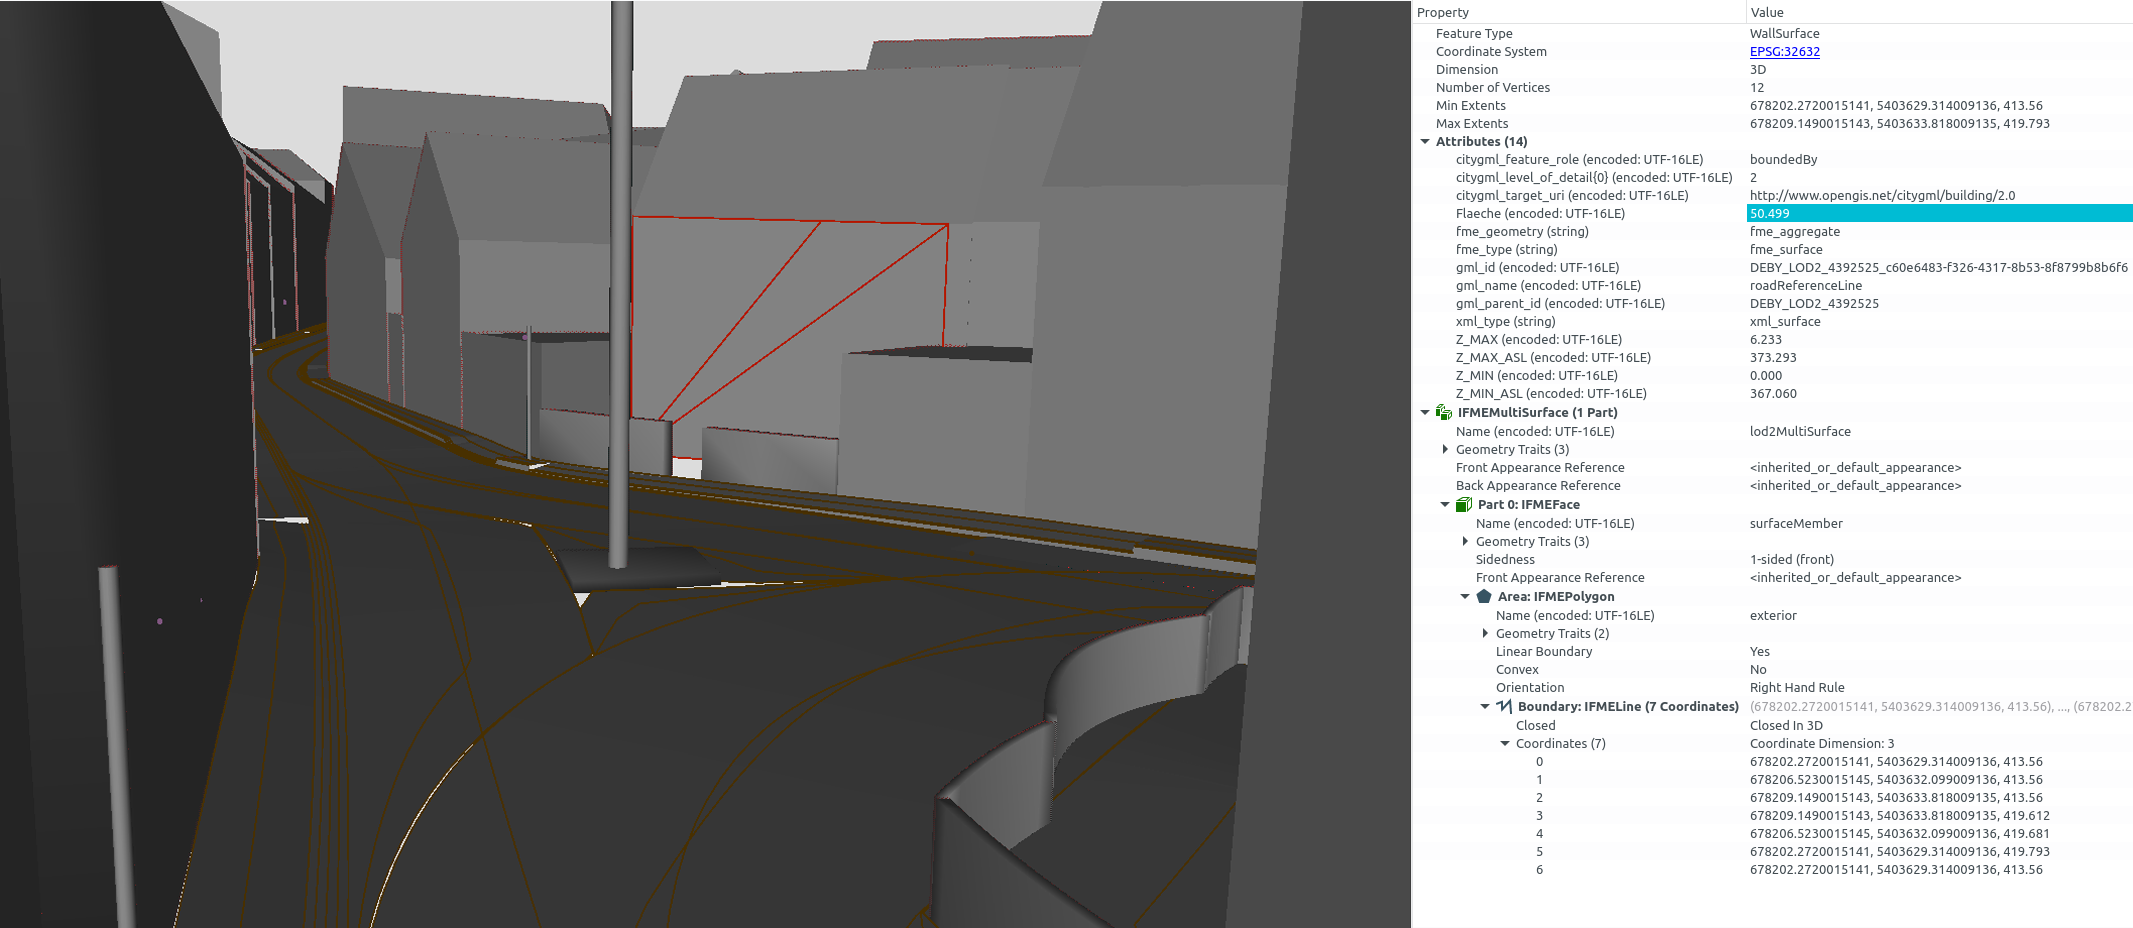 Property Value
Feature Type WallSurface
Coordinate System EPSG:32632
Dimension 3D
Number of Vertices 12
Min Extents 678202.2720015141, 5403629.314009136, 413.56
Max Extents 678209.1490015143, 5403633.818009135, 419.793
Attributes (14)
citygml_feature_role (encoded: UTF-16LE) boundedBy
citygml_level_of_detail{0} (encoded: UTF-16LE) 2
citygml_target_uri (encoded: UTF-16LE) http://www.opengis.net/citygml/building/2.0
Flaeche (encoded: UTF-16LE) 50.499
fme_geometry (string) fme_aggregate
fme_type (string) fme_surface
gml_id (encoded: UTF-16LE) DEBY_LOD2_4392525_c60e6483-f326-4317-8b53-8f8799b8b6f6
gml_name (encoded: UTF-16LE) roadReferenceLine
gml_parent_id (encoded: UTF-16LE) DEBY_LOD2_4392525
xml_type (string) xml_surface
Z_MAX (encoded: UTF-16LE) 6.233
Z_MAX_ASL (encoded: UTF-16LE) 373.293
Z_MIN (encoded: UTF-16LE) 0.000
Z_MIN_ASL (encoded: UTF-16LE) 367.060
IFMEMultiSurface (1 Part)
Name (encoded: UTF-16LE) lod2MultiSurface
Geometry Traits (3)
Front Appearance Reference <inherited_or_default_appearance>
Back Appearance Reference <inherited_or_default_appearance>
Part 0: IFMEFace
Name (encoded: UTF-16LE) surfaceMember
Geometry Traits (3)
Sidedness 1-sided (front)
Front Appearance Reference <inherited_or_default_appearance>
Area: IFMEPolygon
Name (encoded: UTF-16LE) exterior
Geometry Traits (2)
Linear Boundary Yes
Convex No
Orientation Right Hand Rule
Boundary: IFMELine (7 Coordinates) (678202.2720015141, 5403629.314009136, 413.56), ..., (678202.2
Closed Closed In 3D
Coordinates (7) Coordinate Dimension: 3
0 678202.2720015141, 5403629.314009136, 413.56
1 678206.5230015145, 5403632.099009136, 413.56
2 678209.1490015143, 5403633.818009135, 413.56
3 678209.1490015143, 5403633.818009135, 419.612
4 678206.5230015145, 5403632.099009136, 419.681
5 678202.2720015141, 5403629.314009136, 419.793
6 678202.2720015141, 5403629.314009136, 413.56